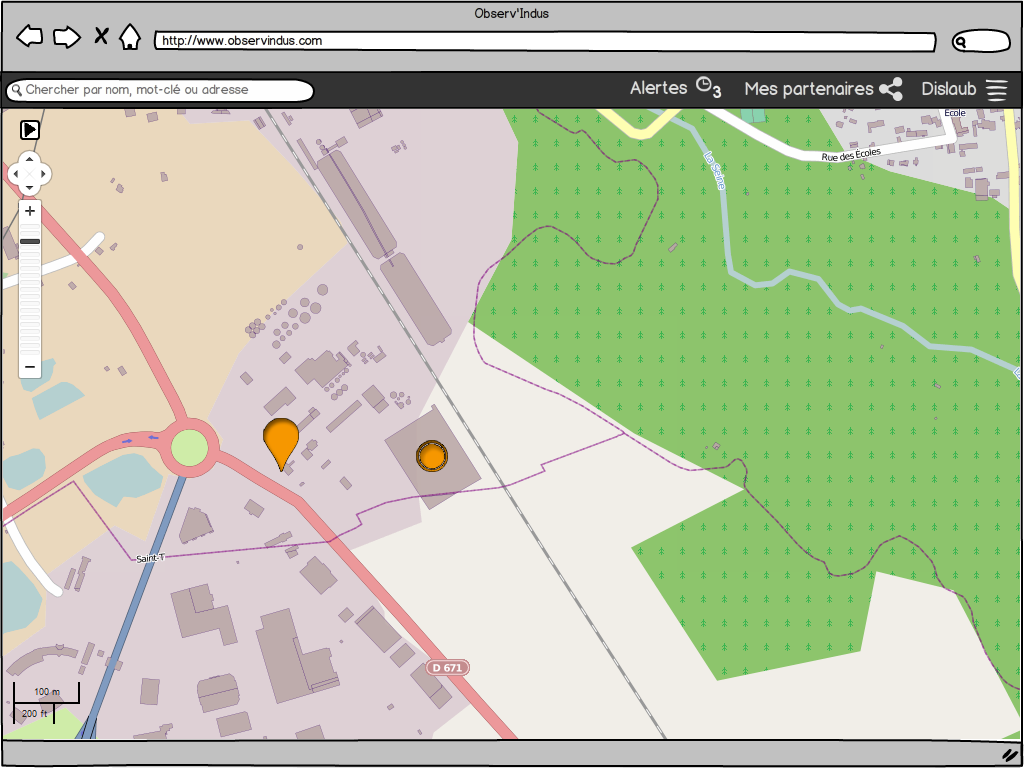 Observ'Indus
http://www.observindus.com
Chercher par nom, mot-clé ou adresse
Alertes 3
Mes partenaires
Dislaub
École
Rue des Écoles
La Seine
Saint-T
D 671
100 m
200 ft